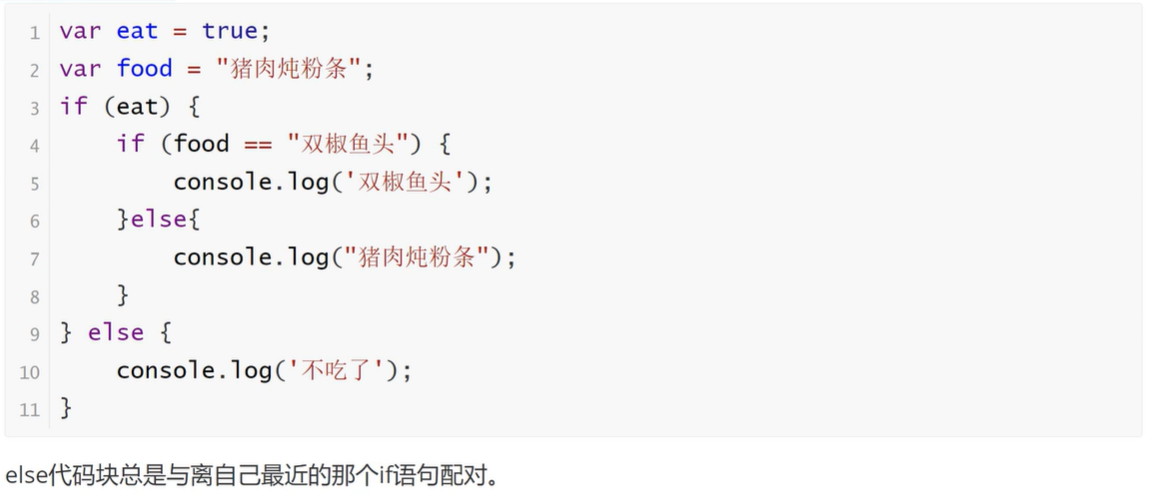 1 var eat = true;
2 var food = "猪肉炖粉条";
3 if (eat) {
4     if (food == "双椒鱼头") {
5         console.log('双椒鱼头');
6     }else{
7         console.log("猪肉炖粉条");
8     }
9 } else {
10     console.log('不吃了');
11 }
else代码块总是与离自己最近的那个if语句配对。